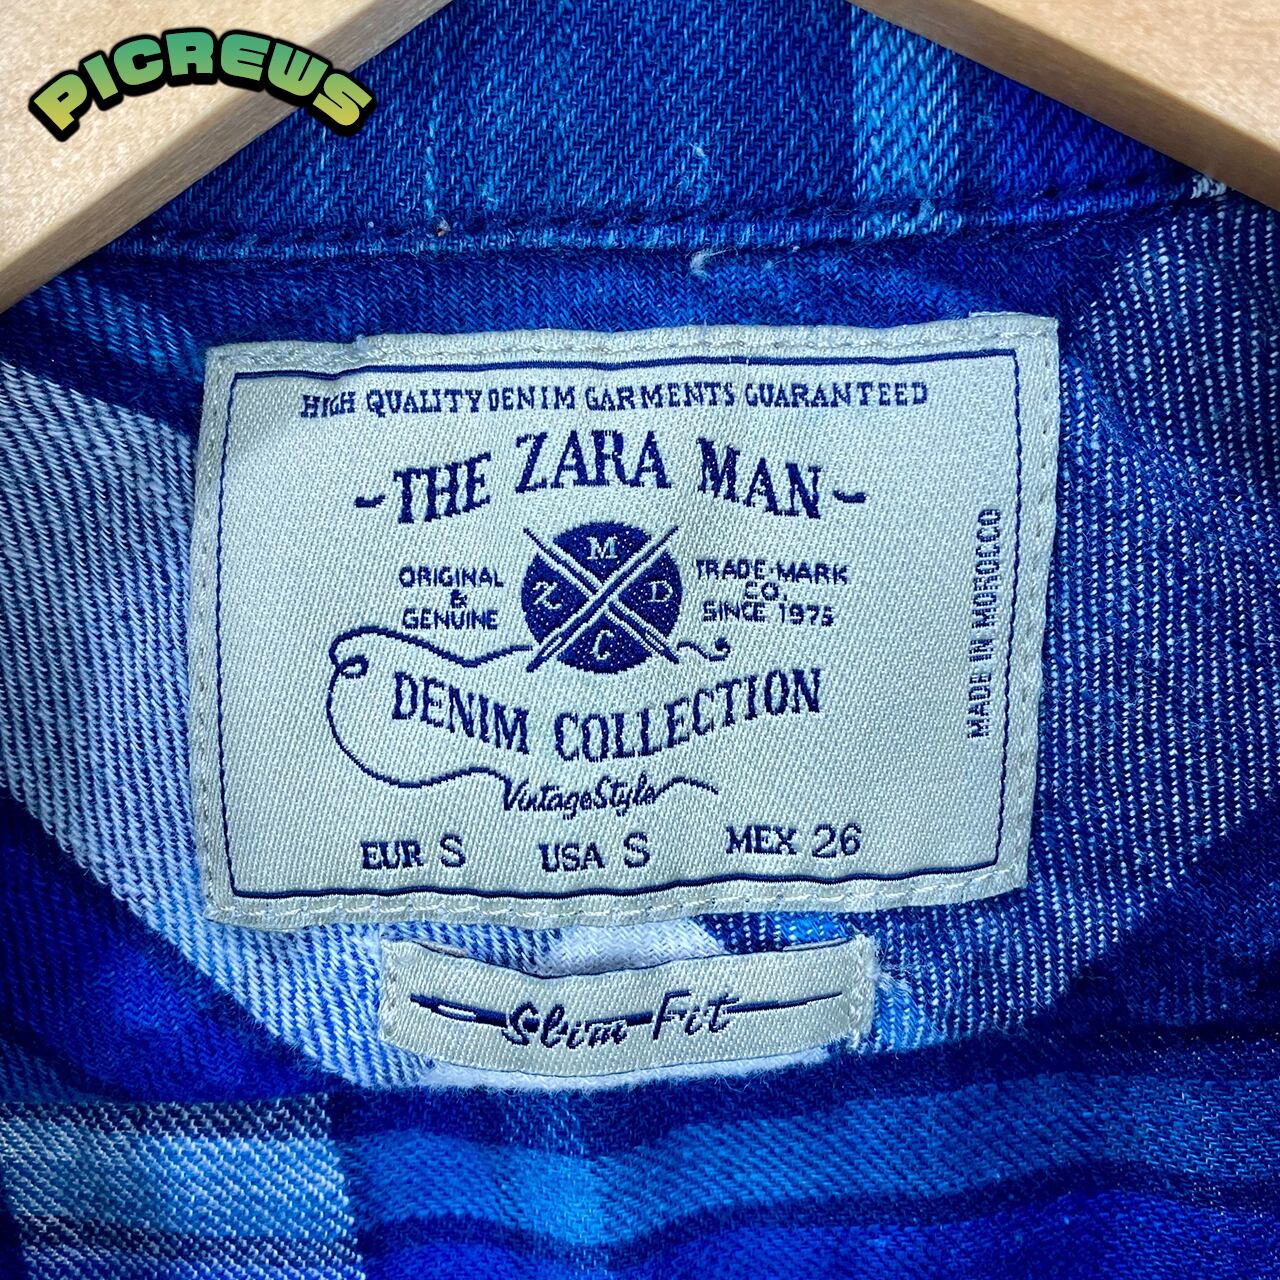 PICREWS
HIGH QUALITY DENIM GARMENTS GUARANTEED
-THE ZARA MAN-
ORIGINAL
&
GENUINE
M
Z D
C
TRADE-MARK
CO.
SINCE 1975
DENIM COLLECTION
VintageStyle
EUR S USA S MEX 26
MADE IN MOROCCO
Slim Fit